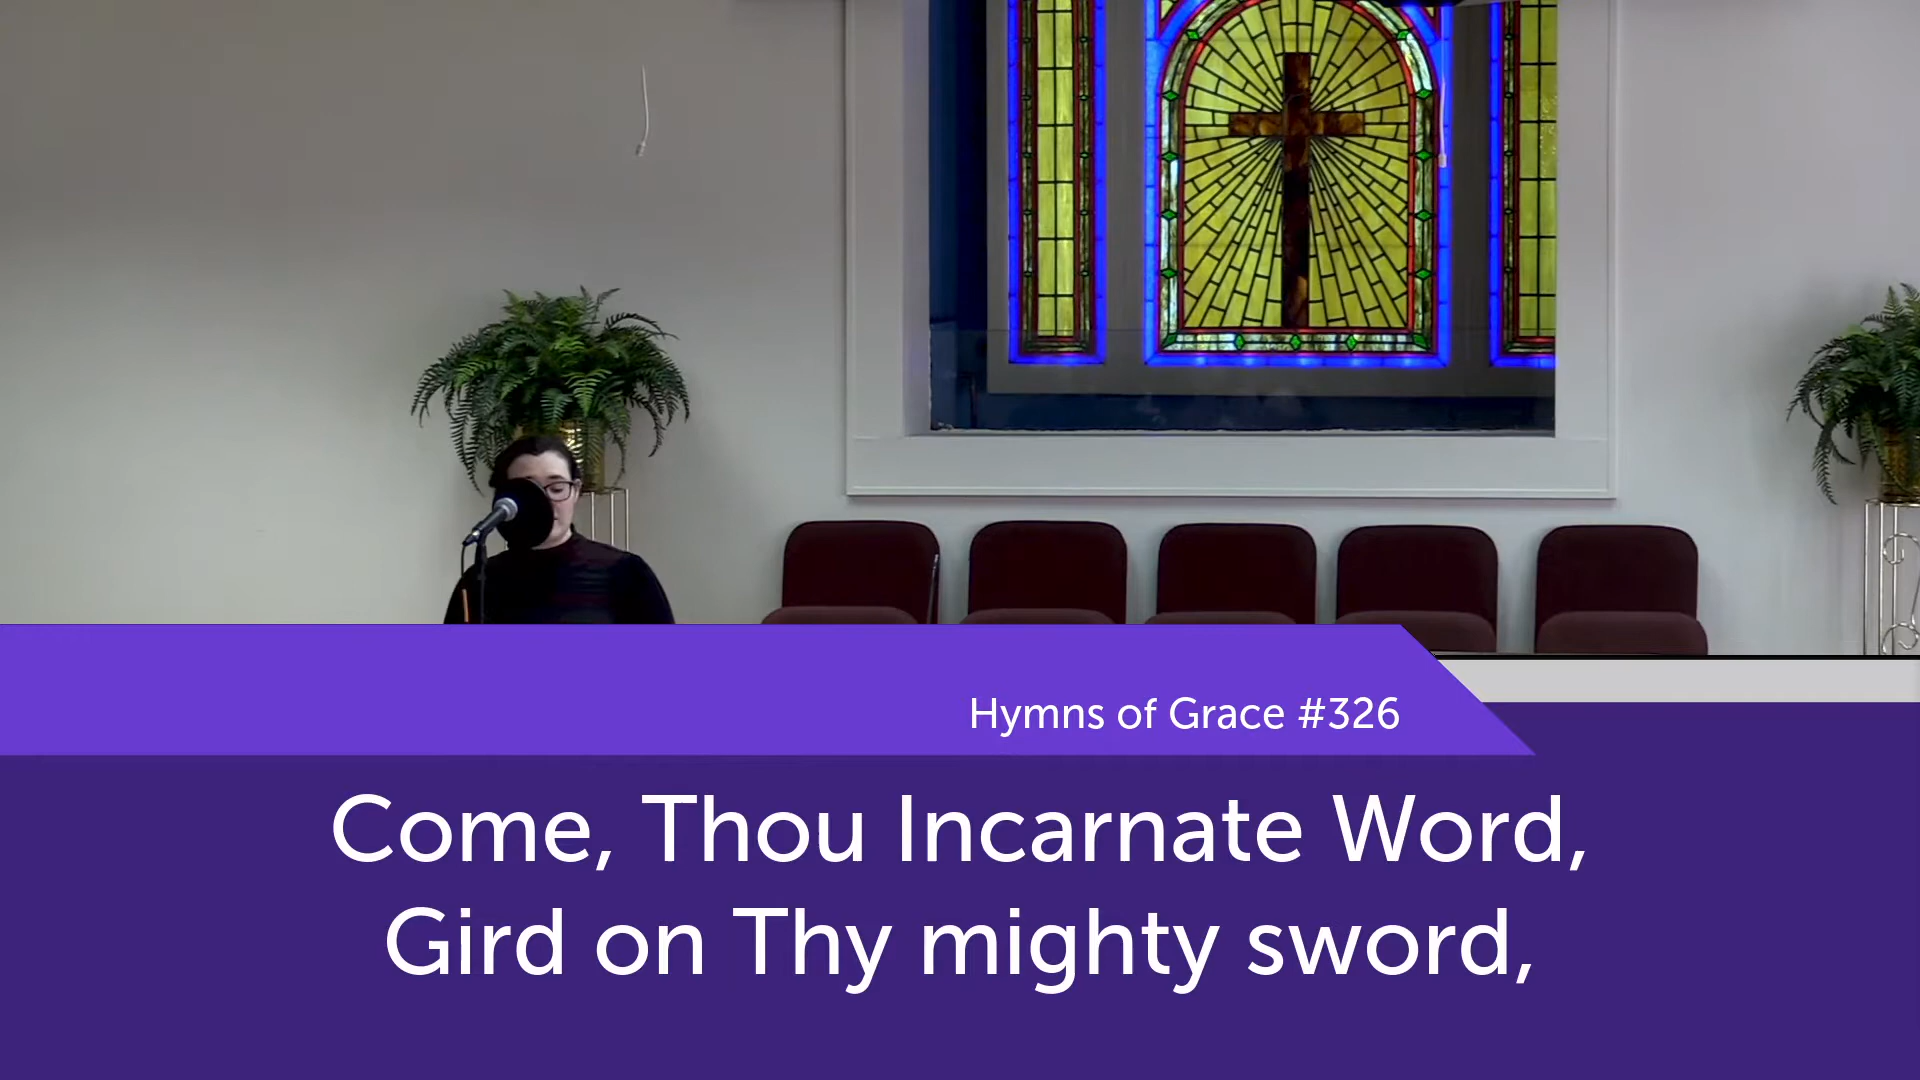 Hymns of Grace #326
Come, Thou Incarnate Word,
Gird on Thy mighty sword,